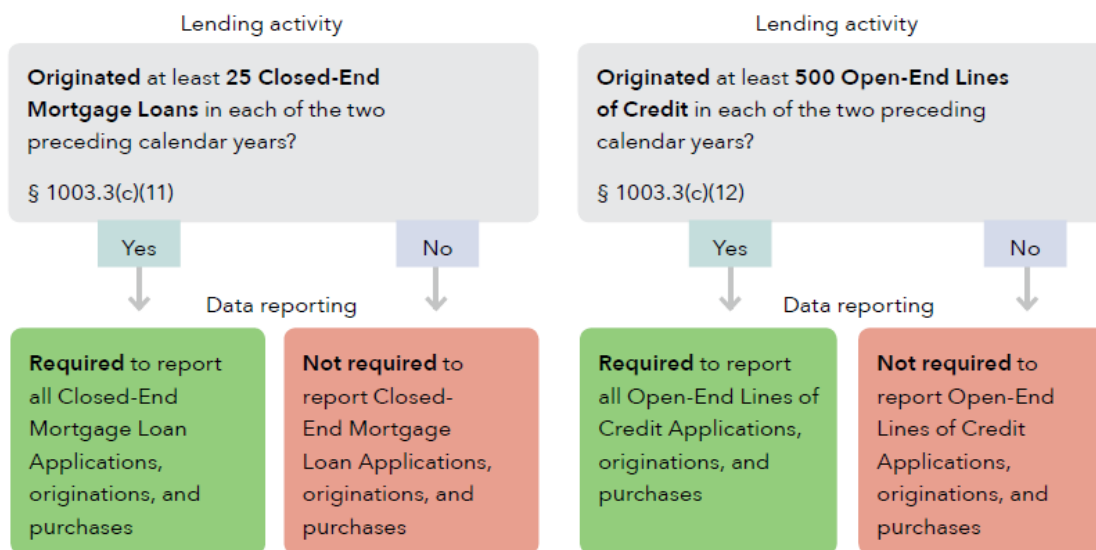 Lending activity
Originated at least 25 Closed-End
Mortgage Loans in each of the two
preceding calendar years?
§ 1003.3(c)(11)
Yes
No
Data reporting
Required to report
all Closed-End
Mortgage Loan
Applications,
originations, and
purchases
Not required to
report Closed-
End Mortgage
Loan Applications,
originations, and
purchases
Lending activity
Originated at least 500 Open-End Lines
of Credit in each of the two preceding
calendar years?
§ 1003.3(c)(12)
Yes
No
Data reporting
Required to report
all Open-End Lines of
Credit Applications,
originations, and
purchases
Not required to
report Open-End
Lines of Credit
Applications,
originations, and
purchases